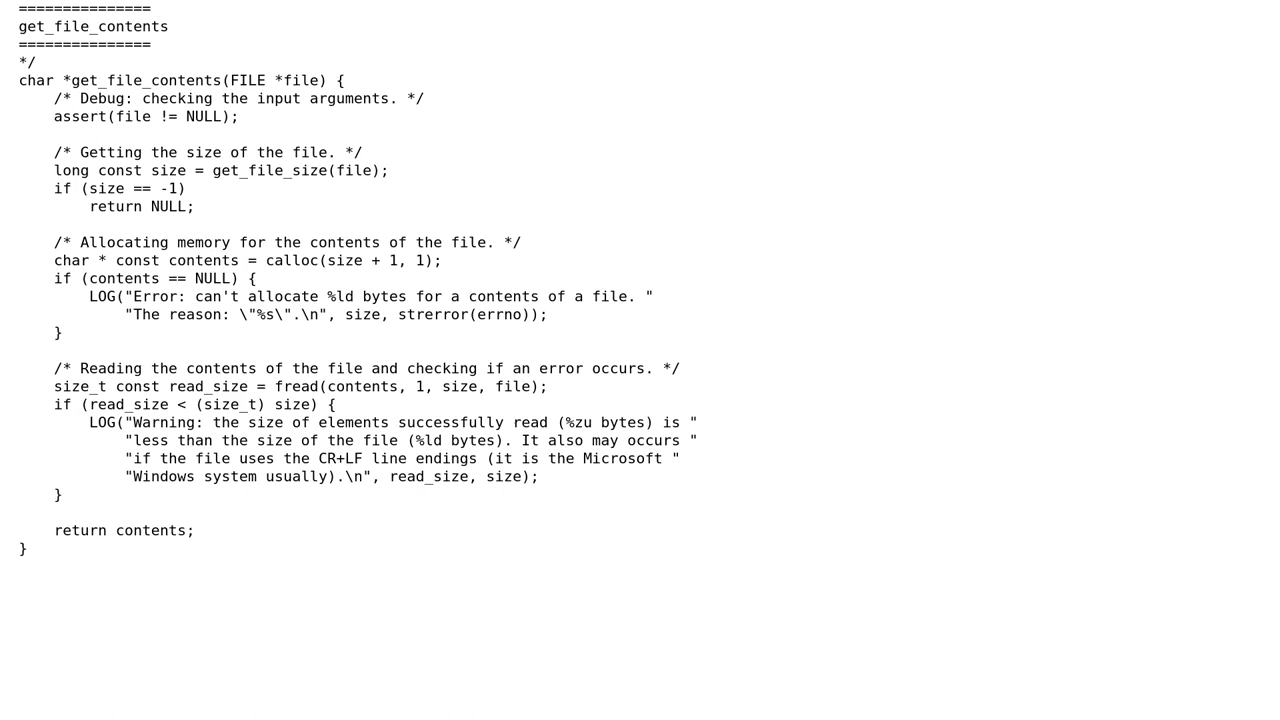 ===============
get_file_contents
===============
*/
char *get_file_contents(FILE *file) {
    /* Debug: checking the input arguments. */
    assert(file != NULL);

    /* Getting the size of the file. */
    long const size = get_file_size(file);
    if (size == -1)
        return NULL;

    /* Allocating memory for the contents of the file. */
    char * const contents = calloc(size + 1, 1);
    if (contents == NULL) {
        LOG("Error: can't allocate %ld bytes for a contents of a file. "
            "The reason: \"%s\".\n", size, strerror(errno));
    }

    /* Reading the contents of the file and checking if an error occurs. */
    size_t const read_size = fread(contents, 1, size, file);
    if (read_size < (size_t) size) {
        LOG("Warning: the size of elements successfully read (%zu bytes) is "
            "less than the size of the file (%ld bytes). It also may occurs "
            "if the file uses the CR+LF line endings (it is the Microsoft "
            "Windows system usually).\n", read_size, size);
    }

    return contents;
}